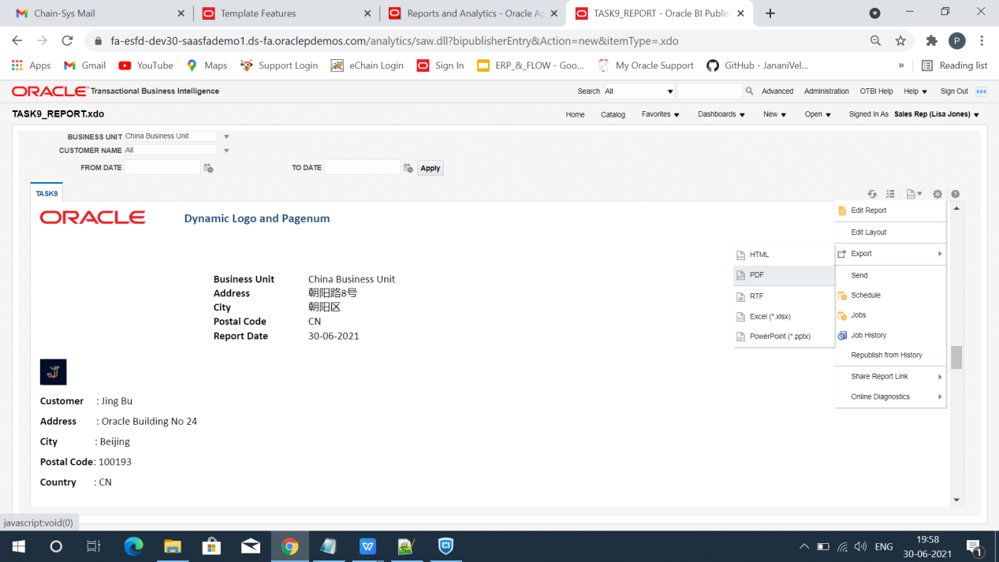 Chain-Sys Mail
Template Features
Reports and Analytics - Oracle Ap
TASK9_REPORT - Oracle BI Publis
fa-esfd-dev30-saasfademo1.ds-fa.oraclepdemos.com/analytics/saw.dll?bipublisherEntry&Action=new&itemType=.xdo
P
Apps
Gmail
YouTube
Maps
Support Login
eChain Login
Sign In
ERP_&_FLOW - Goo...
My Oracle Support
GitHub - JananiVel...
»
Reading list
ORACLE Transactional Business Intelligence
Search All
Advanced
Administration
OTBI Help
Help
Sign Out
TASK9_REPORT.xdo
Home
Catalog
Favorites
Dashboards
New
Open
Signed In As Sales Rep (Lisa Jones)
BUSINESS UNIT China Business Unit
CUSTOMER NAME All
FROM DATE
TO DATE
Apply
TASK9
ORACLE
Dynamic Logo and Pagenum
Business Unit China Business Unit
Address 朝阳路8号
City 朝阳区
Postal Code CN
Report Date 30-06-2021
J
Customer : Jing Bu
Address : Oracle Building No 24
City : Beijing
Postal Code: 100193
Country : CN
Edit Report
Edit Layout
Export
Send
Schedule
Jobs
Job History
Republish from History
Share Report Link
Online Diagnostics
HTML
PDF
RTF
Excel (*.xlsx)
PowerPoint (*.pptx)
javascript:void(0)
ENG
19:58
30-06-2021
1